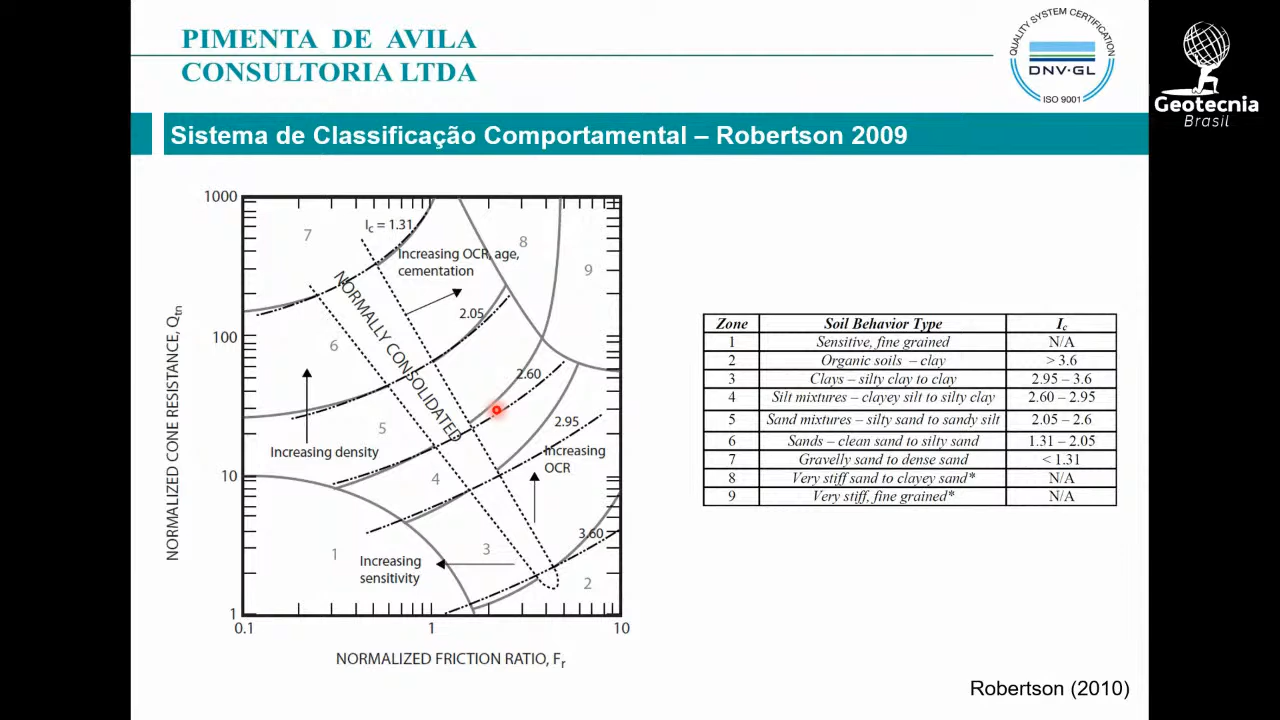 PIMENTA DE AVILA
CONSULTORIA LTDA
QUALITY SYSTEM CERTIFICATION
DNV·GL
ISO 9001
Geotecnia
Brasil
Sistema de Classificação Comportamental – Robertson 2009
NORMALIZED CONE RESISTANCE, Qtn
1000
100
10
1
0.1
1
10
NORMALIZED FRICTION RATIO, Fr
7
Ic = 1.31
8
9
Increasing OCR, age,
cementation
NORMALLY CONSOLIDATED
2.05
6
2.60
5
2.95
Increasing density
Increasing
OCR
4
3.60
1
3
Increasing
sensitivity
2
Zone Soil Behavior Type Ic
1 Sensitive, fine grained N/A
2 Organic soils – clay > 3.6
3 Clays – silty clay to clay 2.95 – 3.6
4 Silt mixtures – clayey silt to silty clay 2.60 – 2.95
5 Sand mixtures – silty sand to sandy silt 2.05 – 2.6
6 Sands – clean sand to silty sand 1.31 – 2.05
7 Gravelly sand to dense sand < 1.31
8 Very stiff sand to clayey sand* N/A
9 Very stiff, fine grained* N/A
Robertson (2010)